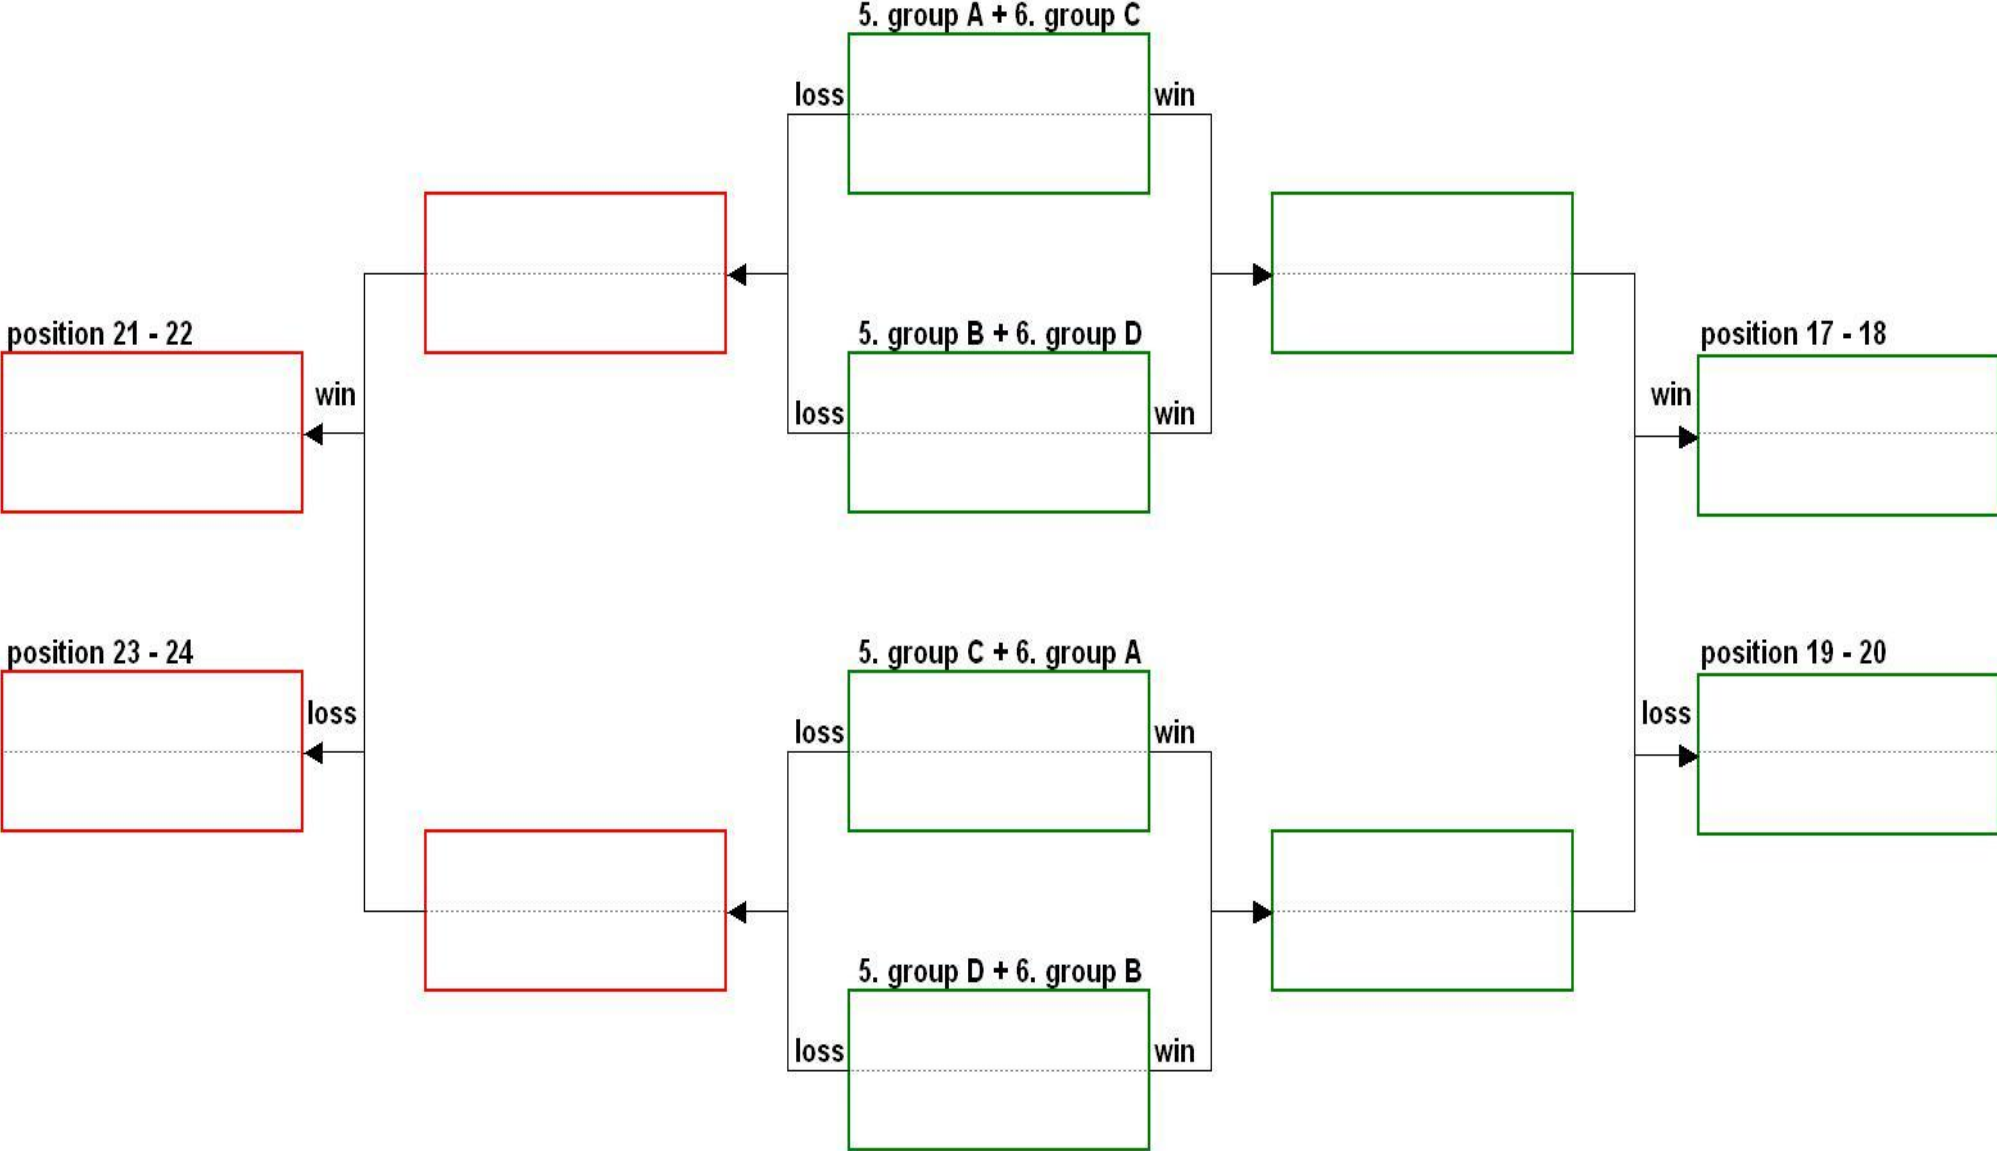 5. group A + 6. group C
loss win
position 21 - 22
5. group B + 6. group D
position 17 - 18
win
win
loss win
position 23 - 24
5. group C + 6. group A
position 19 - 20
loss
loss
loss win
5. group D + 6. group B
loss win